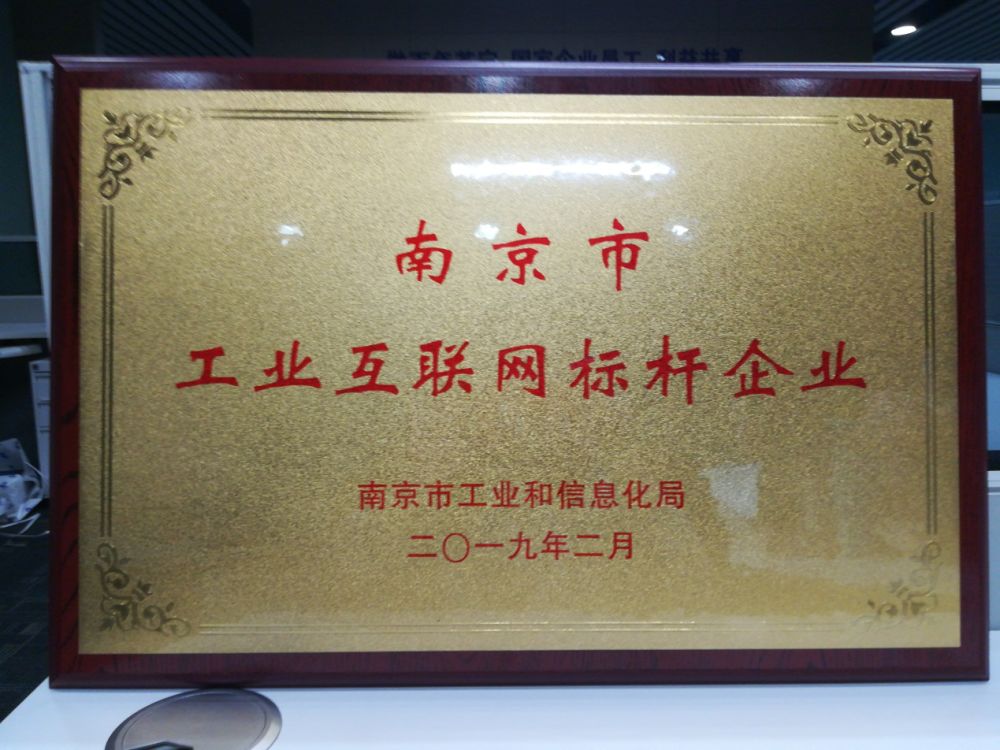 南京市
工业互联网标杆企业
南京市工业和信息化局
二〇一九年二月